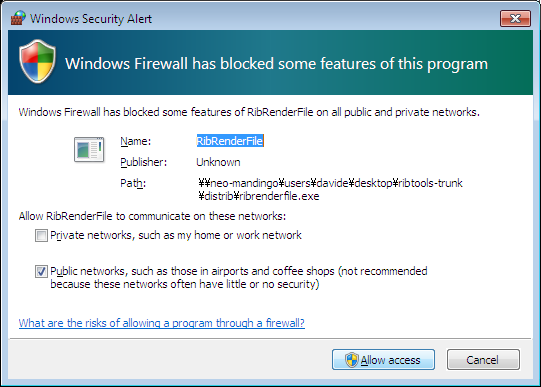 Windows Security Alert
Windows Firewall has blocked some features of this program
Windows Firewall has blocked some features of RibRenderFile on all public and private networks.
Name: RibRenderFile
Publisher: Unknown
Path: ¥¥neo-mandingo¥users¥davide¥desktop¥ribtools-trunk
¥distrib¥ribrenderfile.exe
Allow RibRenderFile to communicate on these networks:
Private networks, such as my home or work network
Public networks, such as those in airports and coffee shops (not recommended
because these networks often have little or no security)
What are the risks of allowing a program through a firewall?
Allow access
Cancel